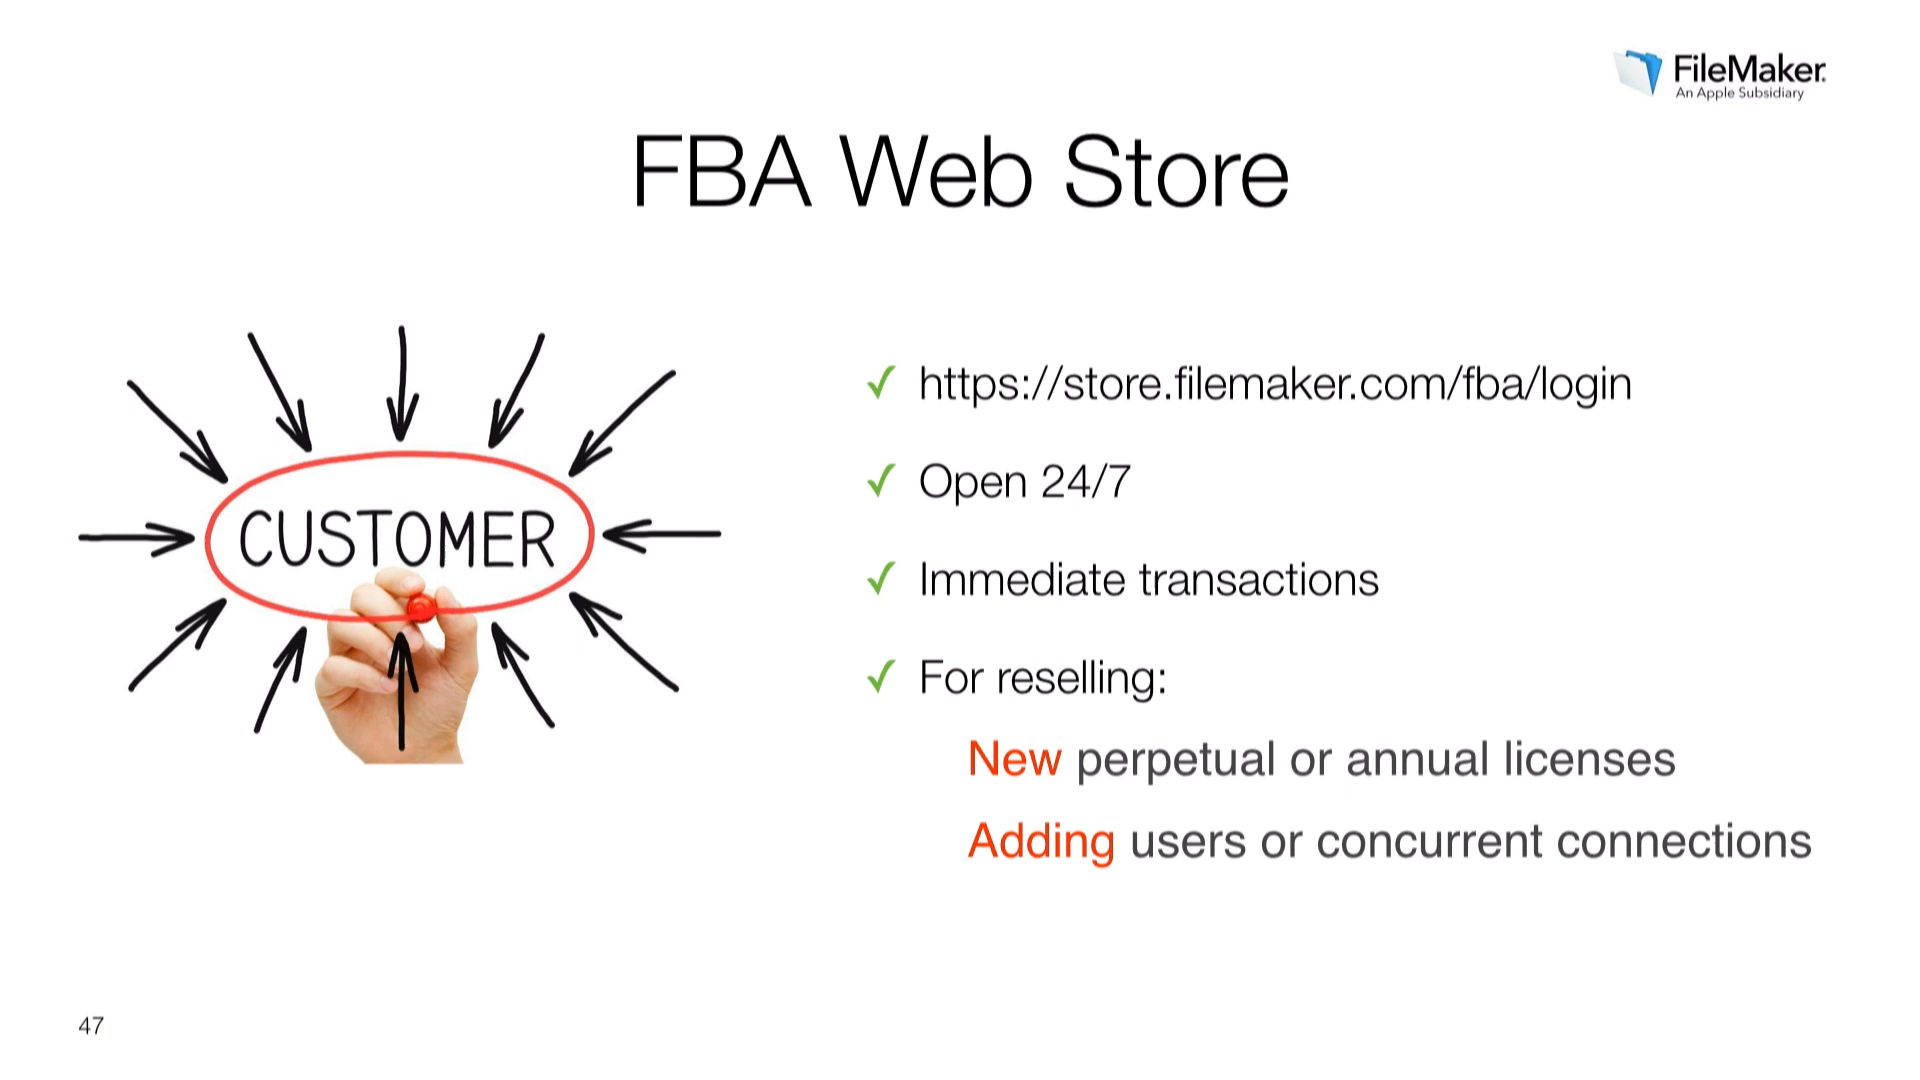 FileMaker.
An Apple Subsidiary
FBA Web Store
CUSTOMER
✓ https://store.filemaker.com/fba/login
✓ Open 24/7
✓ Immediate transactions
✓ For reselling:
New perpetual or annual licenses
Adding users or concurrent connections
47